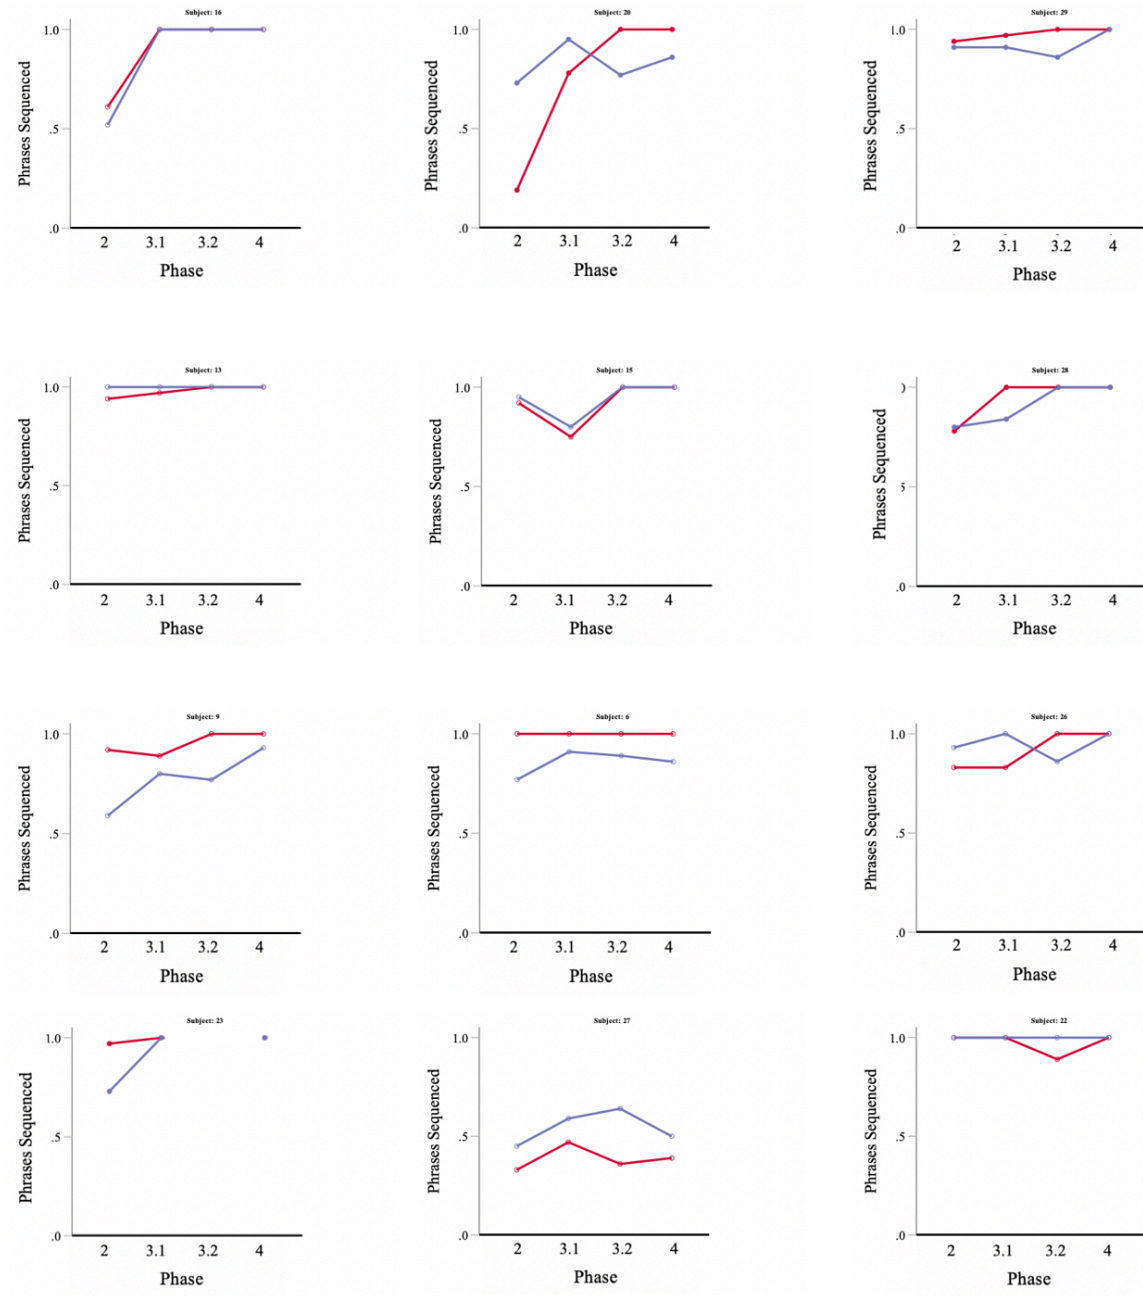 Subject: 16
1.0
.5
.0
Phrases Sequenced
2 3.1 3.2 4
Phase
Subject: 20
1.0
.5
.0
Phrases Sequenced
2 3.1 3.2 4
Phase
Subject: 29
1.0
.5
.0
Phrases Sequenced
2 3.1 3.2 4
Phase
Subject: 13
1.0
.5
.0
Phrases Sequenced
2 3.1 3.2 4
Phase
Subject: 15
1.0
.5
.0
Phrases Sequenced
2 3.1 3.2 4
Phase
Subject: 28
.0
Phrases Sequenced
2 3.1 3.2 4
Phase
Subject: 9
1.0
.5
.0
Phrases Sequenced
2 3.1 3.2 4
Phase
Subject: 6
1.0
.5
.0
Phrases Sequenced
2 3.1 3.2 4
Phase
Subject: 26
1.0
.5
.0
Phrases Sequenced
2 3.1 3.2 4
Phase
Subject: 23
1.0
.5
.0
Phrases Sequenced
2 3.1 3.2 4
Phase
Subject: 27
1.0
.5
.0
Phrases Sequenced
2 3.1 3.2 4
Phase
Subject: 22
1.0
.5
.0
Phrases Sequenced
2 3.1 3.2 4
Phase